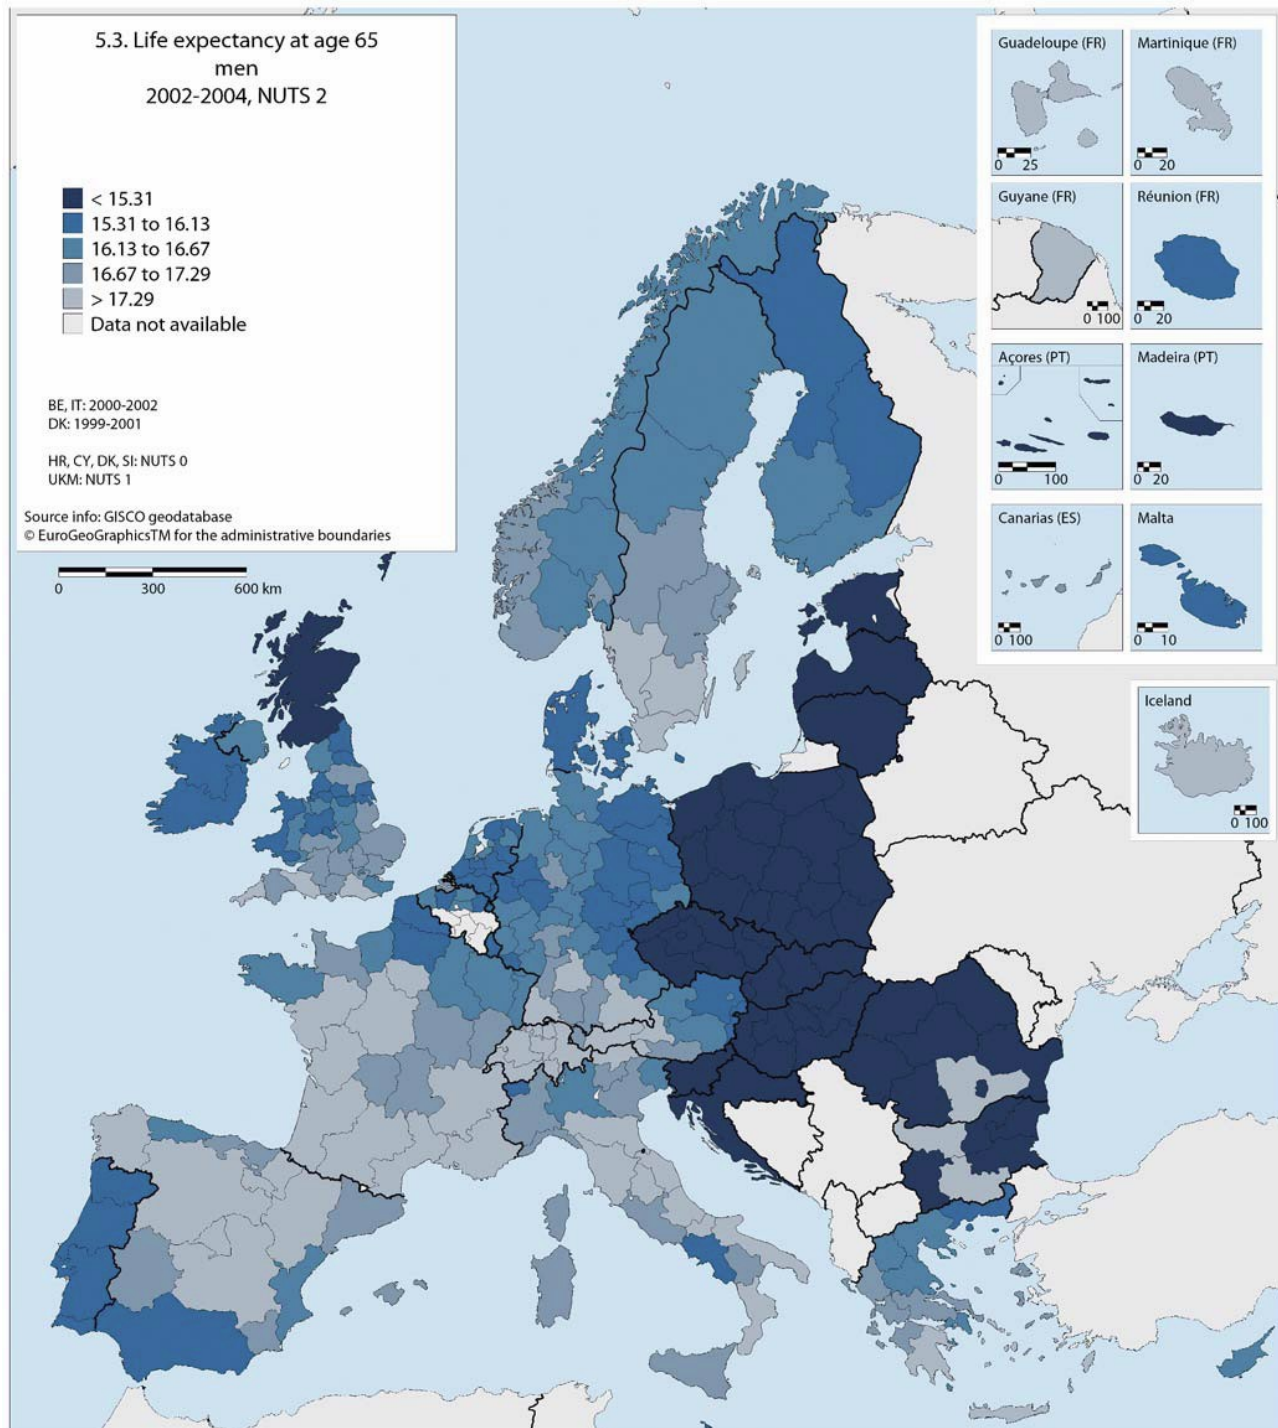 5.3. Life expectancy at age 65
men
2002-2004, NUTS 2
< 15.31
15.31 to 16.13
16.13 to 16.67
16.67 to 17.29
> 17.29
Data not available
BE, IT: 2000-2002
DK: 1999-2001
HR, CY, DK, SI: NUTS 0
UKM: NUTS 1
Source info: GISCO geodatabase
© EuroGeoGraphicsTM for the administrative boundaries
0 300 600 km
Guadeloupe (FR)
0 25
Martinique (FR)
0 20
Guyane (FR)
0 100
Réunion (FR)
0 20
Açores (PT)
0 100
Madeira (PT)
0 20
Canarias (ES)
0 100
Malta
0 10
Iceland
0 100